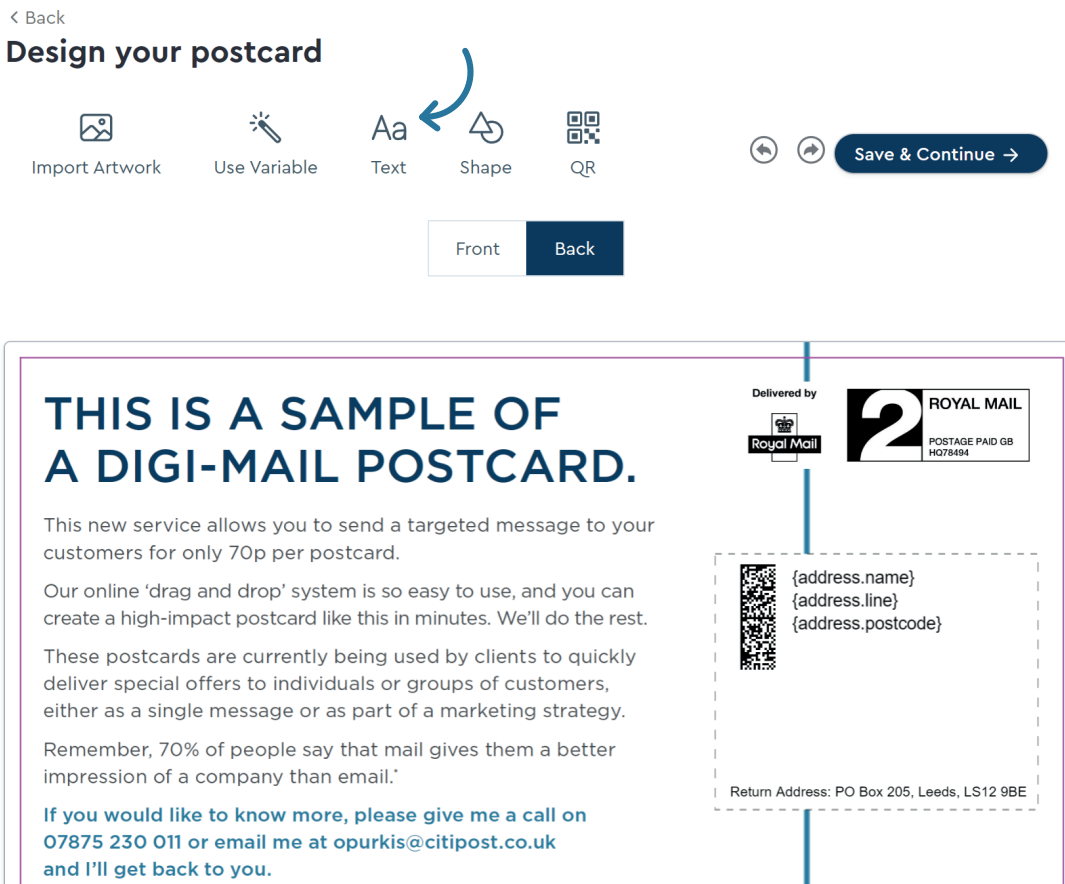 Back
Design your postcard
Import Artwork
Use Variable
Aa
Text
Shape
QR
Save & Continue →
Front
Back
THIS IS A SAMPLE OF
A DIGI-MAIL POSTCARD.
This new service allows you to send a targeted message to your
customers for only 70p per postcard.
Our online ‘drag and drop’ system is so easy to use, and you can
create a high-impact postcard like this in minutes. We’ll do the rest.
These postcards are currently being used by clients to quickly
deliver special offers to individuals or groups of customers,
either as a single message or as part of a marketing strategy.
Remember, 70% of people say that mail gives them a better
impression of a company than email.*
If you would like to know more, please give me a call on
07875 230 011 or email me at opurkis@citipost.co.uk
and I’ll get back to you.
Delivered by
Royal Mail
2
ROYAL MAIL
POSTAGE PAID GB
HQ78494
{address.name}
{address.line}
{address.postcode}
Return Address: PO Box 205, Leeds, LS12 9BE